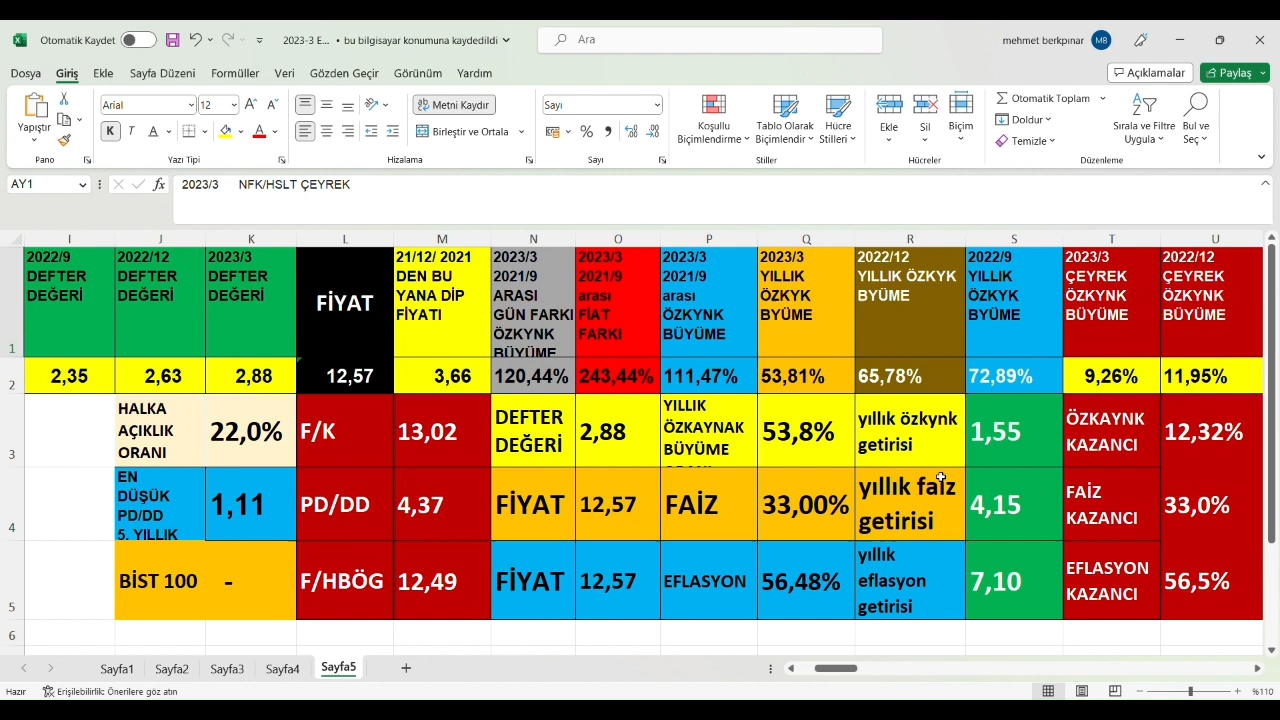 Otomatik Kaydet
2023-3 E... • bu bilgisayar konumuna kaydedildi
Ara
mehmet berkpınar
MB
Dosya Giriş Ekle Sayfa Düzeni Formüller Veri Gözden Geçir Görünüm Yardım
Açıklamalar
Paylaş
Yapıştır
Pano
Arial 12
K T A
Yazı Tipi
Metni Kaydır
Birleştir ve Ortala
Hizalama
Sayı
Sayı
Koşullu
Biçimlendirme
Tablo Olarak
Biçimlendir
Hücre
Stilleri
Stiller
Ekle
Sil
Biçim
Hücreler
Otomatik Toplam
Doldur
Temizle
Sırala ve Filtre
Uygula
Bul ve
Seç
Düzenleme
AY1
fx
2023/3 NFK/HSLT ÇEYREK
I J K L M N O P Q R S T U
1
2022/9
DEFTER
DEĞERİ
2022/12
DEFTER
DEĞERİ
2023/3
DEFTER
DEĞERİ
FİYAT
21/12/ 2021
DEN BU
YANA DİP
FİYATI
2023/3
2021/9
ARASI
GÜN FARKI
ÖZKYNK
BÜYÜME
2023/3
2021/9
arası
FİAT
FARKI
2023/3
2021/9
arası
ÖZKYNK
BÜYÜME
2023/3
YILLIK
ÖZKYK
BYÜME
2022/12
YILLIK ÖZKYK
BYÜME
2022/9
YILLIK
ÖZKYK
BYÜME
2023/3
ÇEYREK
ÖZKYNK
BÜYÜME
2022/12
ÇEYREK
ÖZKYNK
BÜYÜME
2
2,35 2,63 2,88 12,57 3,66 120,44% 243,44% 111,47% 53,81% 65,78% 72,89% 9,26% 11,95%
3
HALKA
AÇIKLIK
ORANI
22,0%
F/K
13,02
DEFTER
DEĞERİ
2,88
YILLIK
ÖZKAYNAK
BÜYÜME
53,8%
yıllık özkynk
getirisi
1,55
ÖZKAYNK
KAZANCI
12,32%
4
EN
DÜŞÜK
PD/DD
5. YILLIK
1,11
PD/DD
4,37
FİYAT
12,57
FAİZ
33,00%
yıllık faiz
getirisi
4,15
FAİZ
KAZANCI
33,0%
5
BİST 100
-
F/HBÖG
12,49
FİYAT
12,57
EFLASYON
56,48%
yıllık
eflasyon
getirisi
7,10
EFLASYON
KAZANCI
56,5%
6
Sayfa1 Sayfa2 Sayfa3 Sayfa4 Sayfa5
Hazır
Erişilebilirlik: Önerilere göz atın
%110